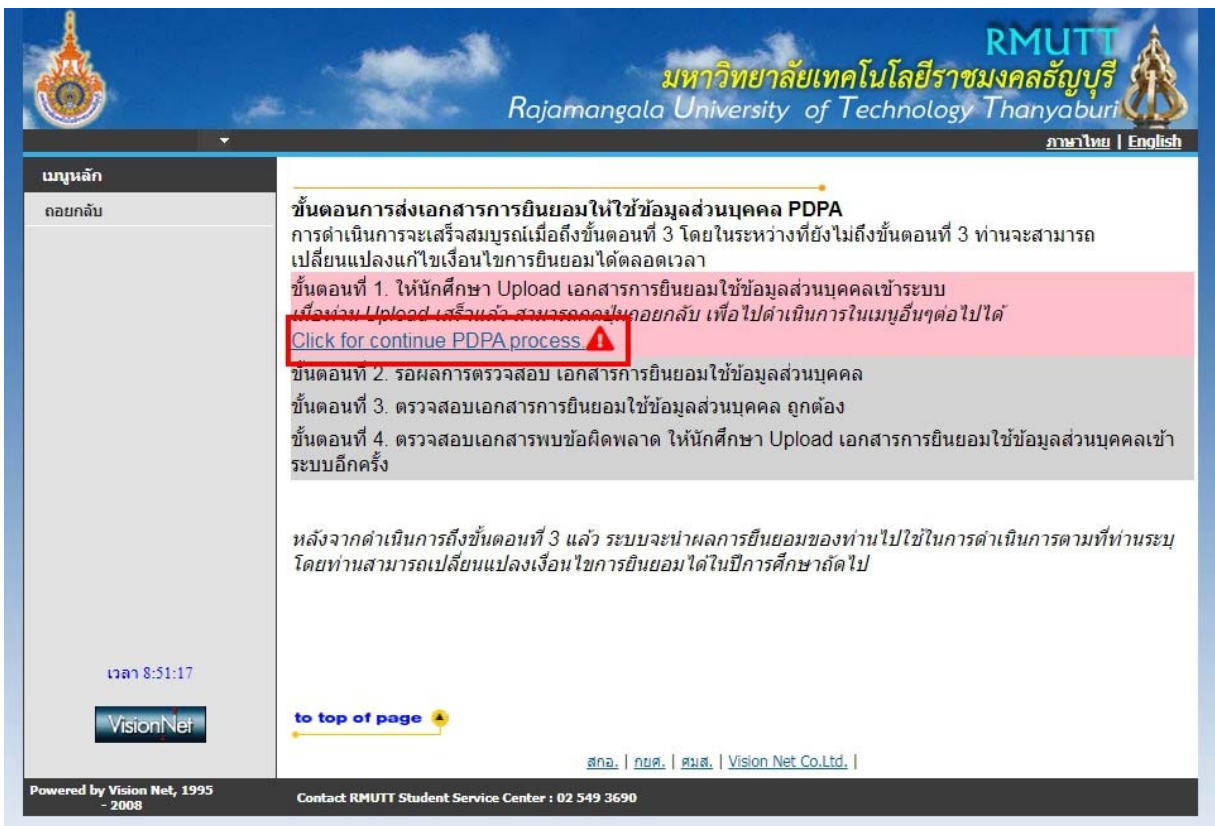 RMUTT
มหาวิทยาลัยเทคโนโลยีราชมงคลธัญบุรี
Rajamangala University of Technology Thanyaburi
ภาษาไทย | English
เมนูหลัก
ถอยกลับ
ขั้นตอนการส่งเอกสารการยินยอมให้ใช้ข้อมูลส่วนบุคคล PDPA
การดำเนินการจะเสร็จสมบูรณ์เมื่อถึงขั้นตอนที่ 3 โดยในระหว่างที่ยังไม่ถึงขั้นตอนที่ 3 ท่านจะสามารถ
เปลี่ยนแปลงแก้ไขเงื่อนไขการยินยอมได้ตลอดเวลา
ขั้นตอนที่ 1. ให้นักศึกษา Upload เอกสารการยินยอมใช้ข้อมูลส่วนบุคคลเข้าระบบ
เมื่อท่าน Upload เสร็จแล้ว สามารถกดปุ่มถอยกลับ เพื่อไปดำเนินการในเมนูอื่นๆต่อไปได้
Click for continue PDPA process.
ขั้นตอนที่ 2. รอผลการตรวจสอบ เอกสารการยินยอมใช้ข้อมูลส่วนบุคคล
ขั้นตอนที่ 3. ตรวจสอบเอกสารการยินยอมใช้ข้อมูลส่วนบุคคล ถูกต้อง
ขั้นตอนที่ 4. ตรวจสอบเอกสารพบข้อผิดพลาด ให้นักศึกษา Upload เอกสารการยินยอมใช้ข้อมูลส่วนบุคคลเข้า
ระบบอีกครั้ง
หลังจากดำเนินการถึงขั้นตอนที่ 3 แล้ว ระบบจะนำผลการยินยอมของท่านไปใช้ในการดำเนินการตามที่ท่านระบุ
โดยท่านสามารถเปลี่ยนแปลงเงื่อนไขการยินยอมได้ในปีการศึกษาถัดไป
เวลา 8:51:17
VisionNet
to top of page
สกอ. | กยศ. | ศมส. | Vision Net Co.Ltd. |
Powered by Vision Net, 1995
- 2008
Contact RMUTT Student Service Center : 02 549 3690